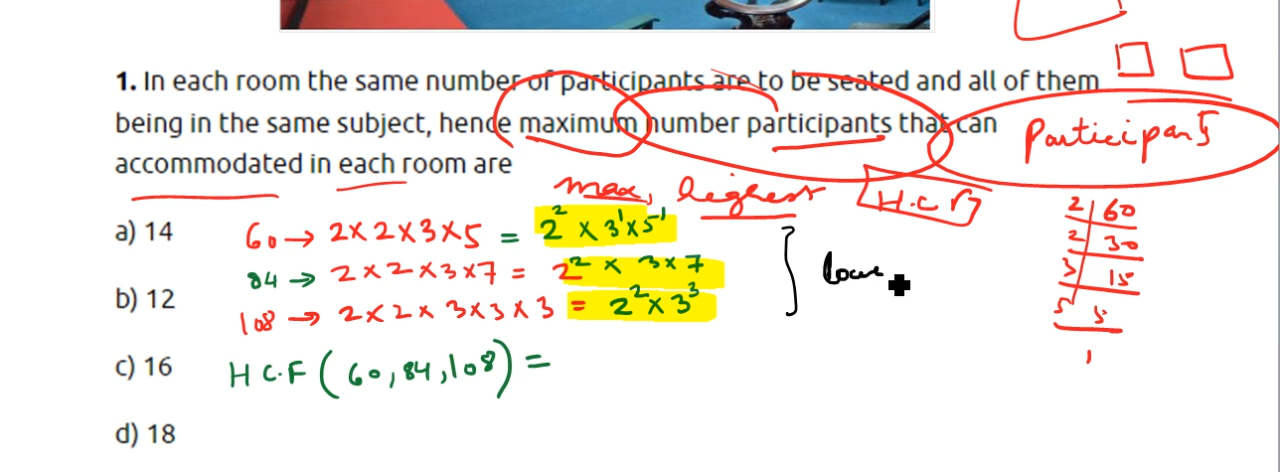 1. In each room the same number of participants are to be seated and all of them
being in the same subject, hence maximum number participants that can
accommodated in each room are
Participants
max, highest H.C.F
a) 14
60 → 2×2×3×5 = 2² × 3¹×5¹
84 → 2×2×3×7 = 2² × 3×7
b) 12
108 → 2×2×3×3×3 = 2²×3³
c) 16
H C.F (60,84,108) =
d) 18
2 60
2 30
3 15
5 5
1